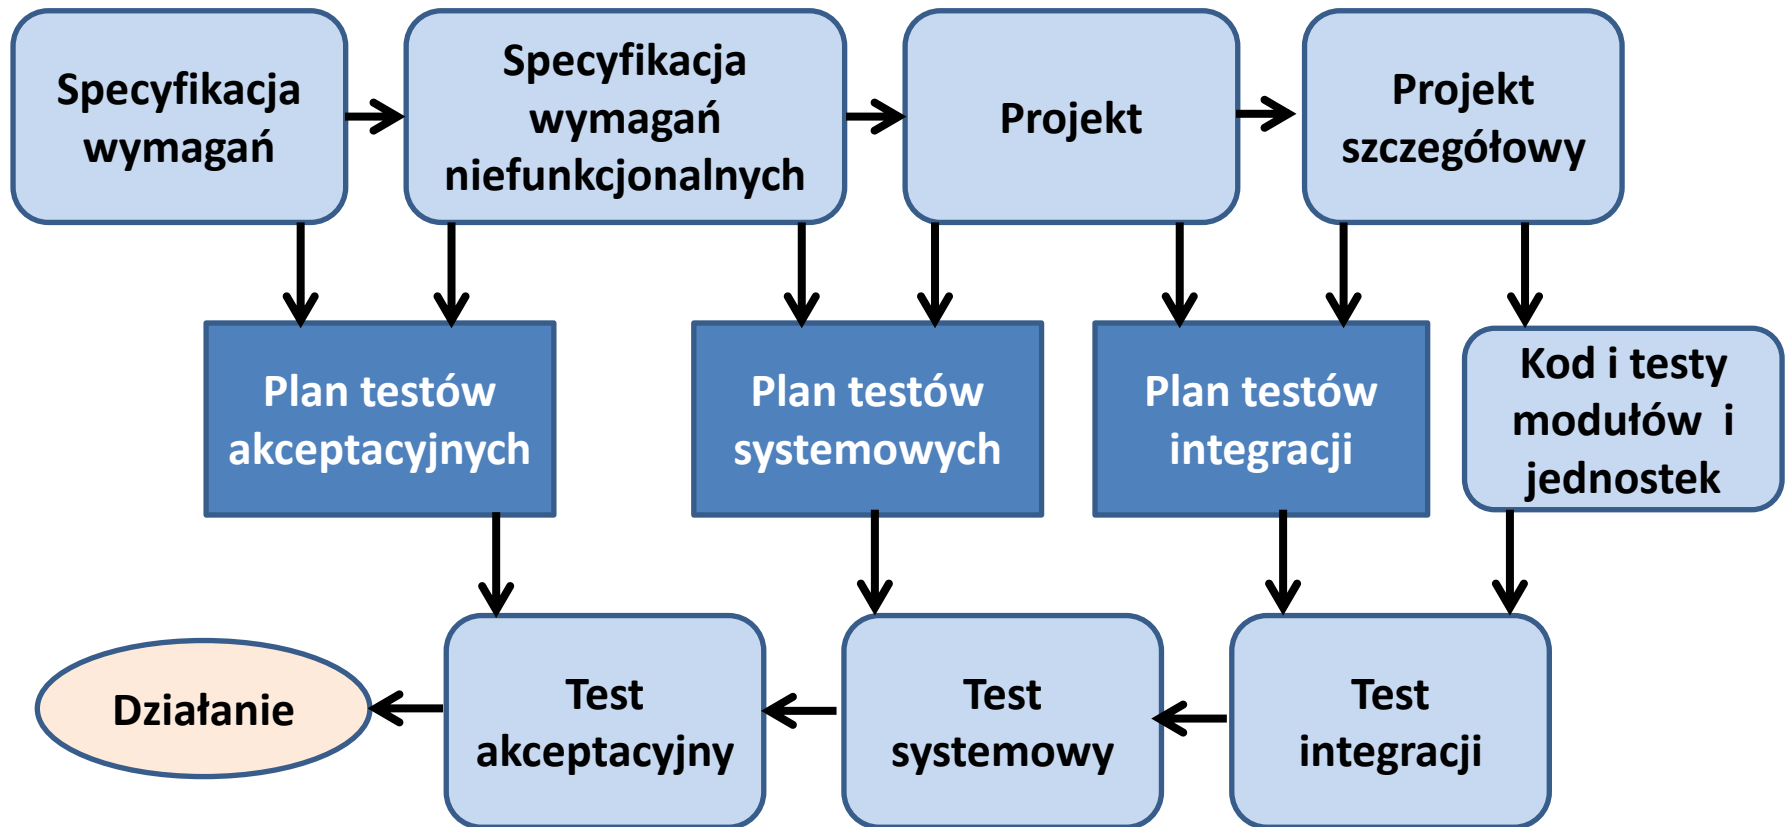 Specyfikacja
wymagań
Specyfikacja
wymagań
niefunkcjonalnych
Projekt
Projekt
szczegółowy
Plan testów
akceptacyjnych
Plan testów
systemowych
Plan testów
integracji
Kod i testy
modułów  i
jednostek
Działanie
Test
akceptacyjny
Test
systemowy
Test
integracji